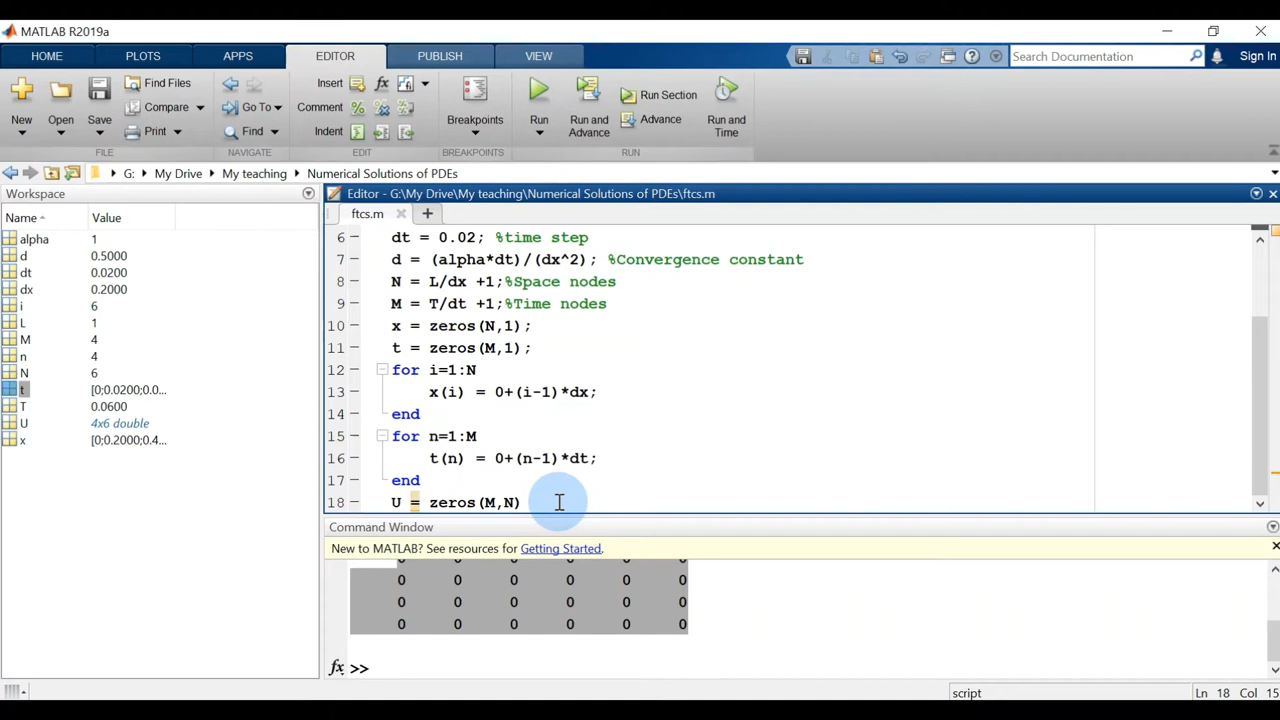 MATLAB R2019a
HOME PLOTS APPS EDITOR PUBLISH VIEW Search Documentation Sign In
New Open Save Find Files Compare Print Go To Find Insert Comment Indent Breakpoints Run Run and Advance Run Section Advance Run and Time
FILE NAVIGATE EDIT BREAKPOINTS RUN
G: My Drive My teaching Numerical Solutions of PDEs
Workspace
Name Value
alpha 1
d 0.5000
dt 0.0200
dx 0.2000
i 6
L 1
M 4
n 4
N 6
t [0;0.0200;0.0...
T 0.0600
U 4x6 double
x [0;0.2000;0.4...
Editor - G:\My Drive\My teaching\Numerical Solutions of PDEs\ftcs.m
ftcs.m
6 dt = 0.02; %time step
7 d = (alpha*dt)/(dx^2); %Convergence constant
8 N = L/dx +1;%Space nodes
9 M = T/dt +1;%Time nodes
10 x = zeros(N,1);
11 t = zeros(M,1);
12 for i=1:N
13 x(i) = 0+(i-1)*dx;
14 end
15 for n=1:M
16 t(n) = 0+(n-1)*dt;
17 end
18 U = zeros(M,N)
Command Window
New to MATLAB? See resources for Getting Started.
0 0 0 0 0 0
0 0 0 0 0 0
0 0 0 0 0 0
0 0 0 0 0 0
fx >>
script Ln 18 Col 15